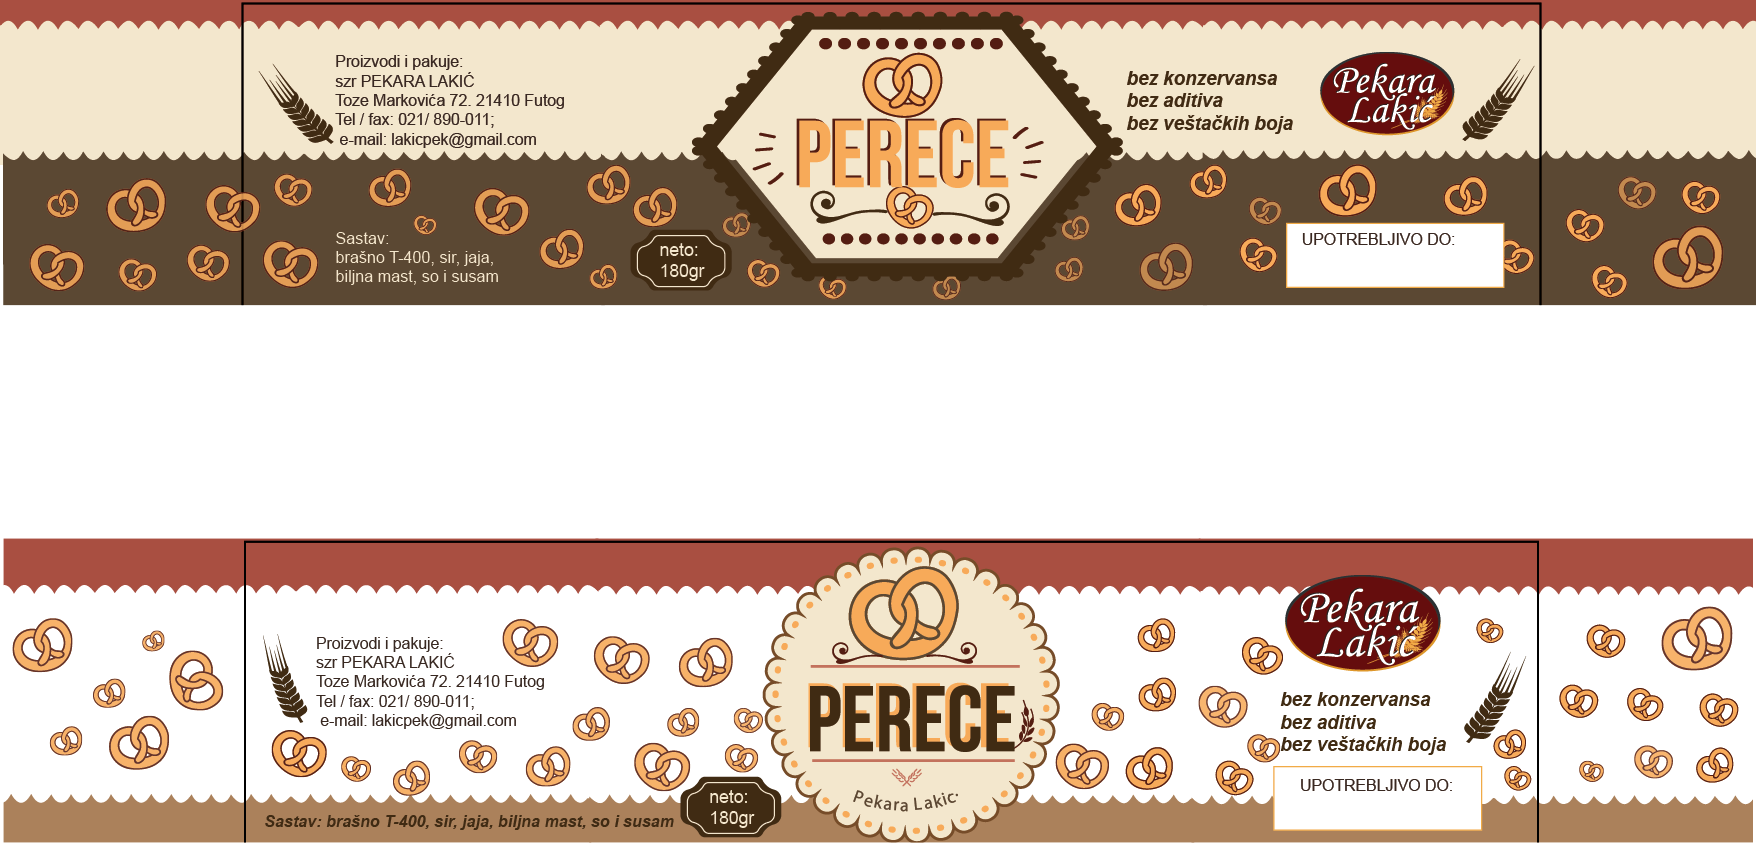 Proizvodi i pakuje:
szr PEKARA LAKIĆ
Toze Markovića 72. 21410 Futog
Tel / fax: 021/ 890-011;
e-mail: lakicpek@gmail.com
Sastav:
brašno T-400, sir, jaja,
biljna mast, so i susam
neto:
180gr
PERECE
bez konzervansa
bez aditiva
bez veštačkih boja
Pekara
Lakić
UPOTREBLJIVO DO:
Proizvodi i pakuje:
szr PEKARA LAKIĆ
Toze Markovića 72. 21410 Futog
Tel / fax: 021/ 890-011;
e-mail: lakicpek@gmail.com
Sastav: brašno T-400, sir, jaja, biljna mast, so i susam
neto:
180gr
PERECE
Pekara Lakic·
Pekara
Lakić
bez konzervansa
bez aditiva
bez veštačkih boja
UPOTREBLJIVO DO: